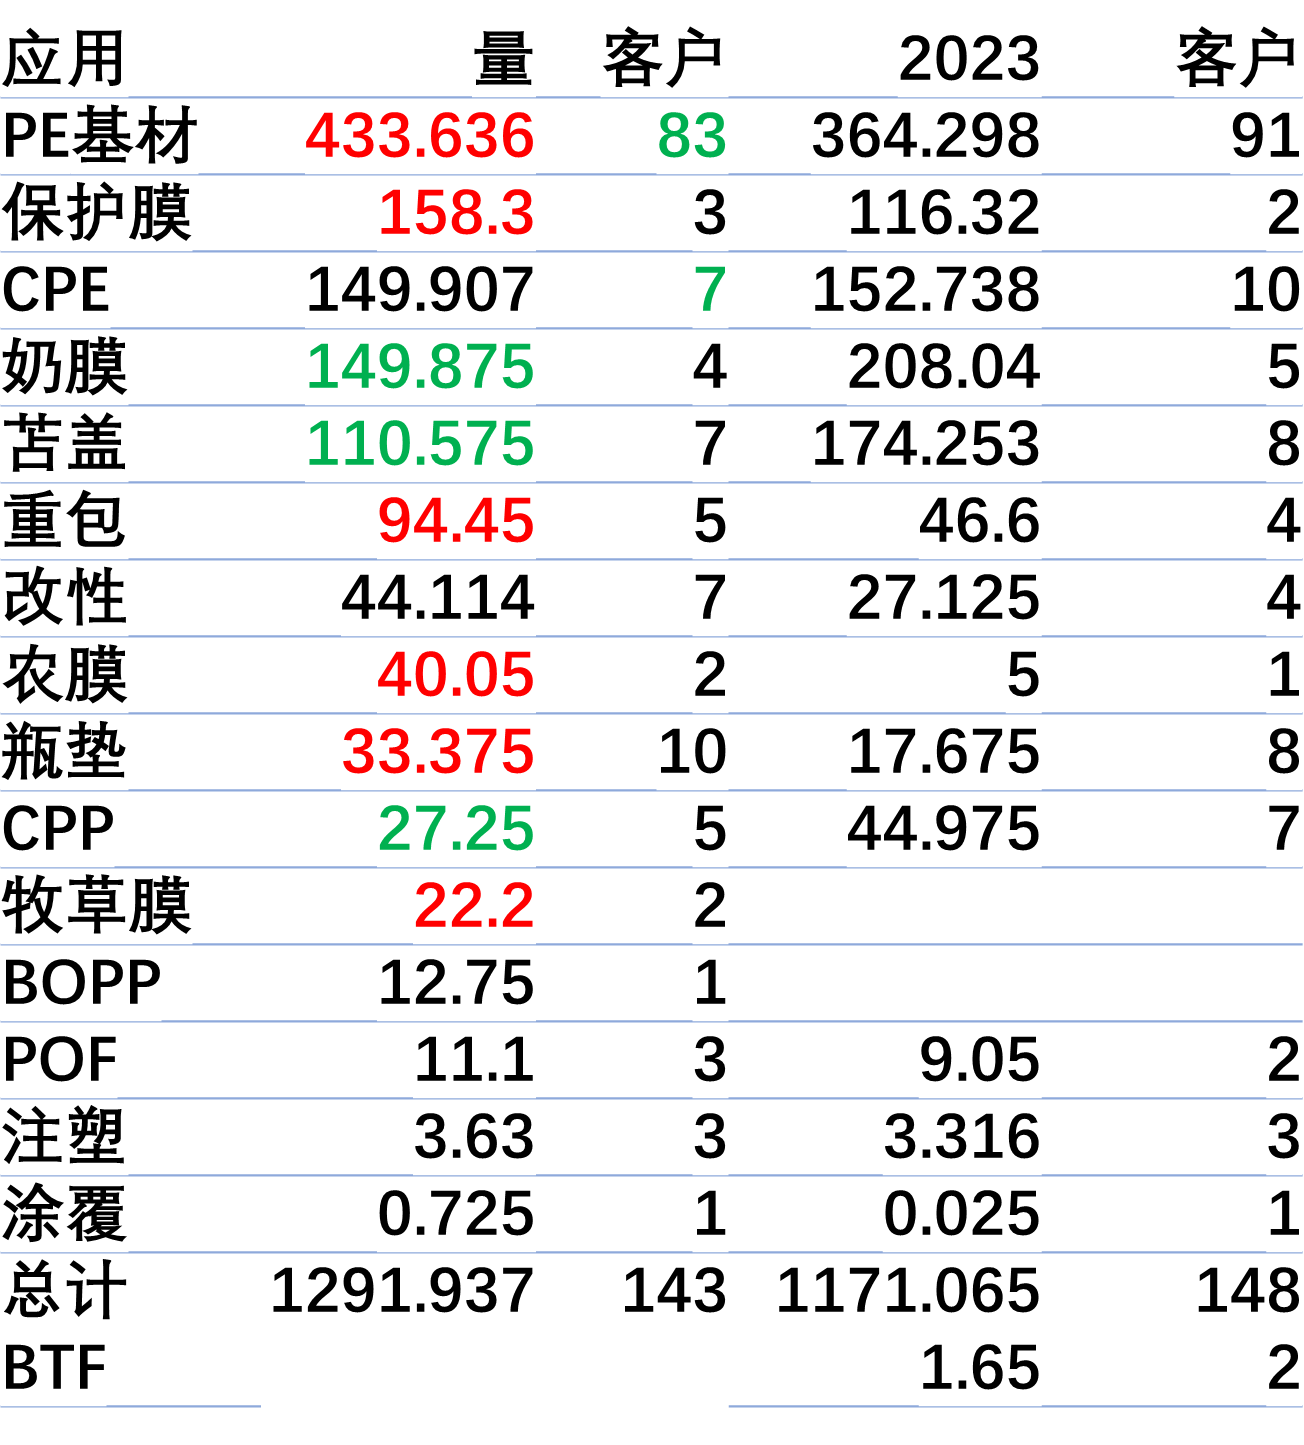 应用 量 客户 2023 客户
PE基材 433.636 83 364.298 91
保护膜 158.3 3 116.32 2
CPE 149.907 7 152.738 10
奶膜 149.875 4 208.04 5
苫盖 110.575 7 174.253 8
重包 94.45 5 46.6 4
改性 44.114 7 27.125 4
农膜 40.05 2 5 1
瓶垫 33.375 10 17.675 8
CPP 27.25 5 44.975 7
牧草膜 22.2 2
BOPP 12.75 1
POF 11.1 3 9.05 2
注塑 3.63 3 3.316 3
涂覆 0.725 1 0.025 1
总计 1291.937 143 1171.065 148
BTF 1.65 2